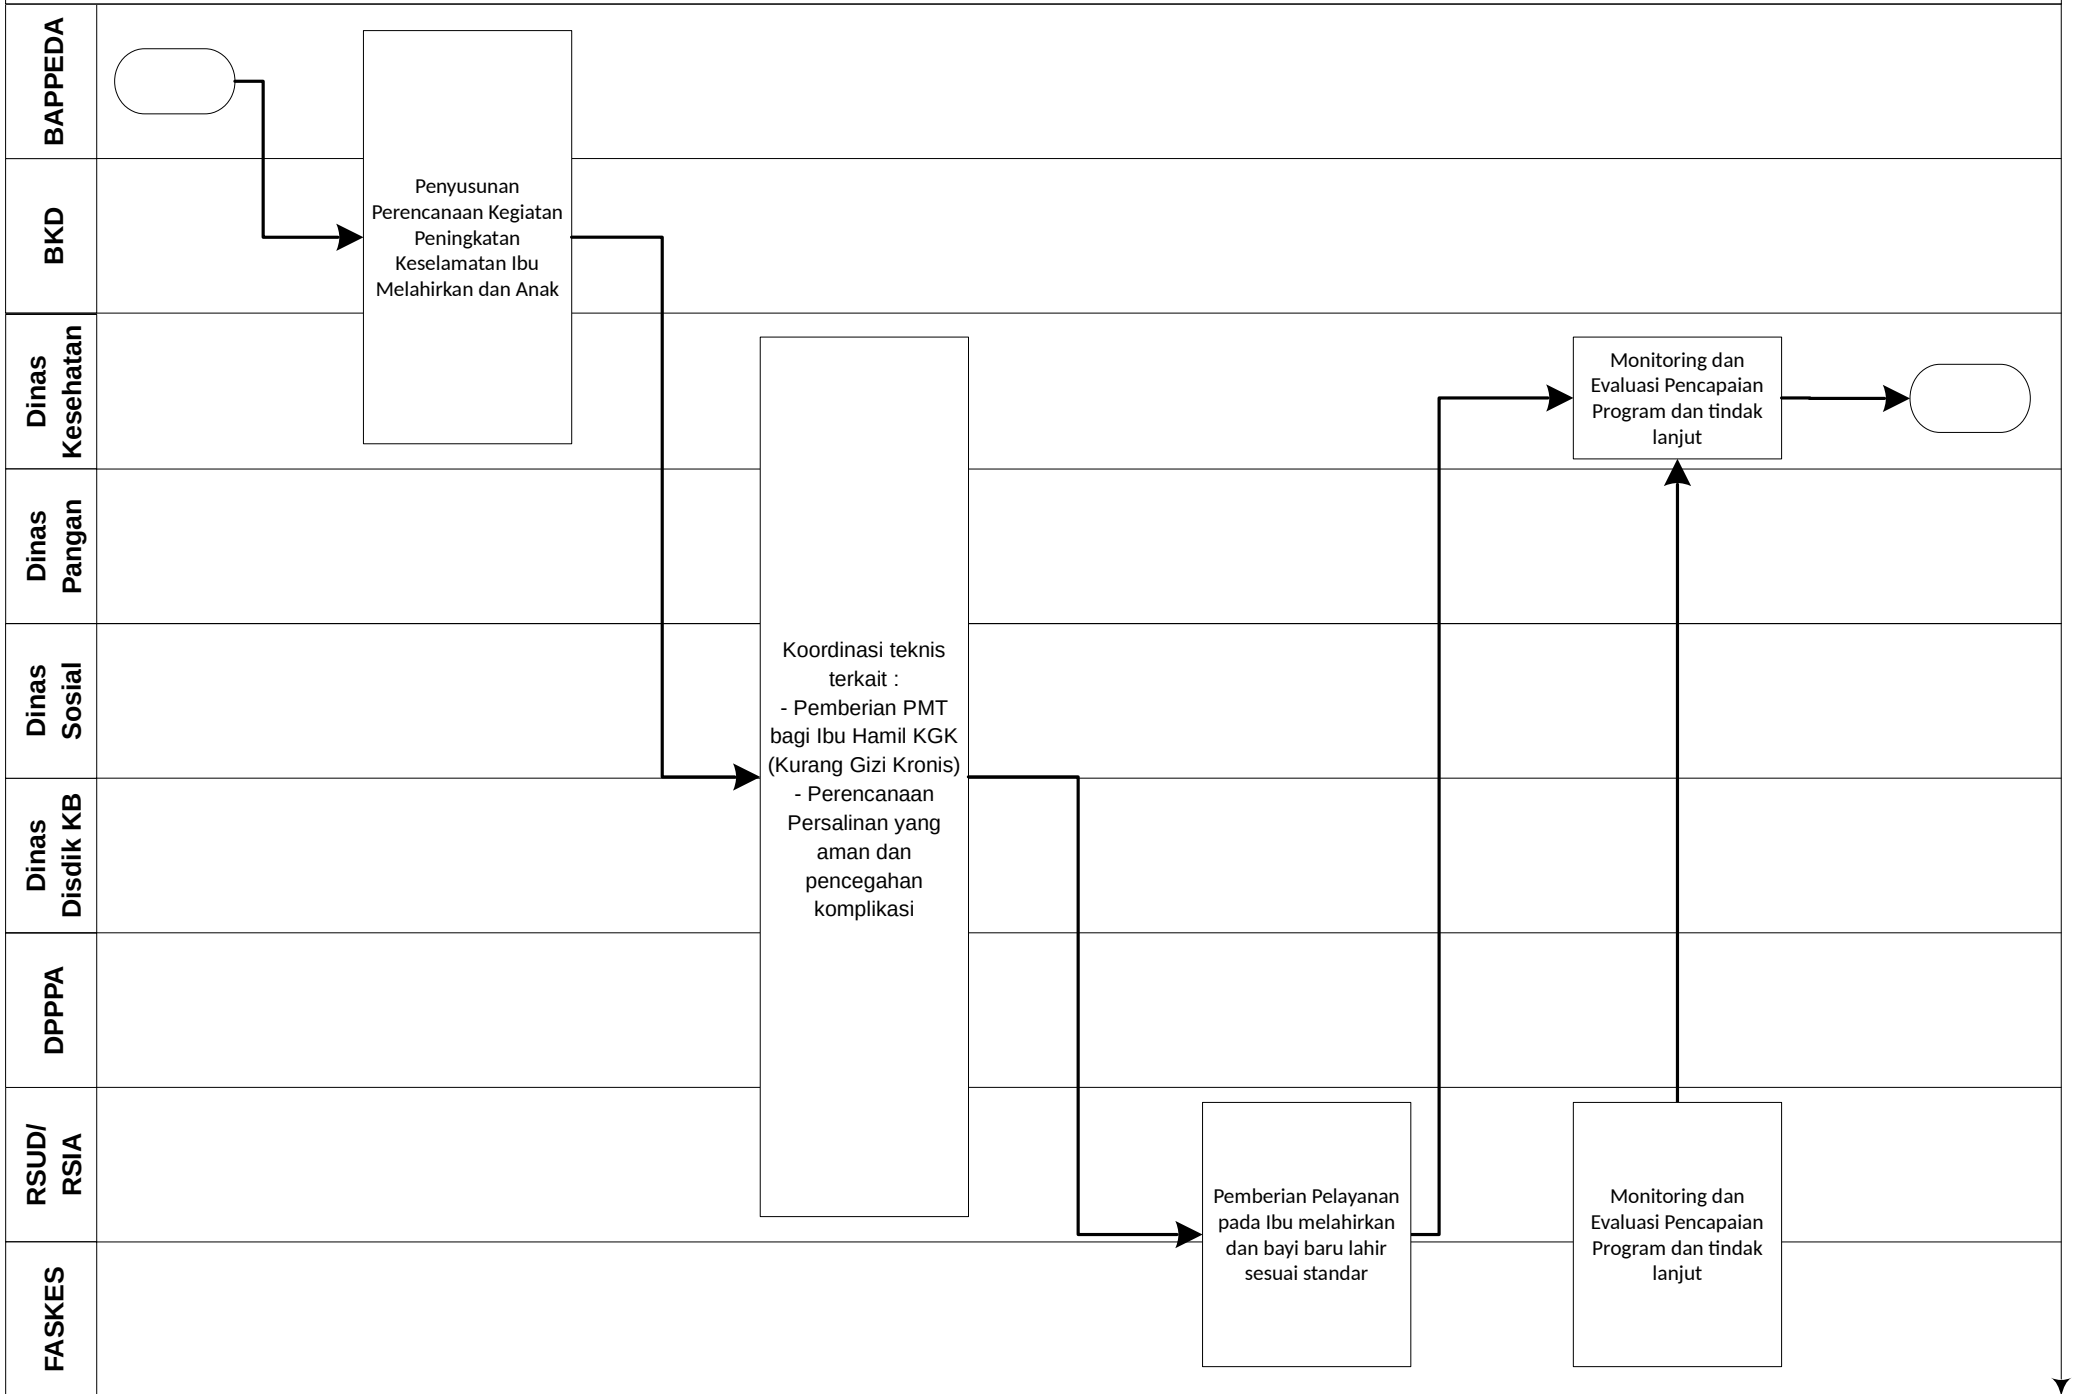 BAPPEDA
BKD
Dinas
Kesehatan
Dinas
Pangan
Dinas
Sosial
Dinas
Disdik KB
DPPPA
RSUD/
RSIA
FASKES
Penyusunan
Perencanaan Kegiatan
Peningkatan
Keselamatan Ibu
Melahirkan dan Anak
Koordinasi teknis
terkait :
- Pemberian PMT
bagi Ibu Hamil KGK
(Kurang Gizi Kronis)
- Perencanaan
Persalinan yang
aman dan
pencegahan
komplikasi
Pemberian Pelayanan
pada Ibu melahirkan
dan bayi baru lahir
sesuai standar
Monitoring dan
Evaluasi Pencapaian
Program dan tindak
lanjut
Monitoring dan
Evaluasi Pencapaian
Program dan tindak
lanjut